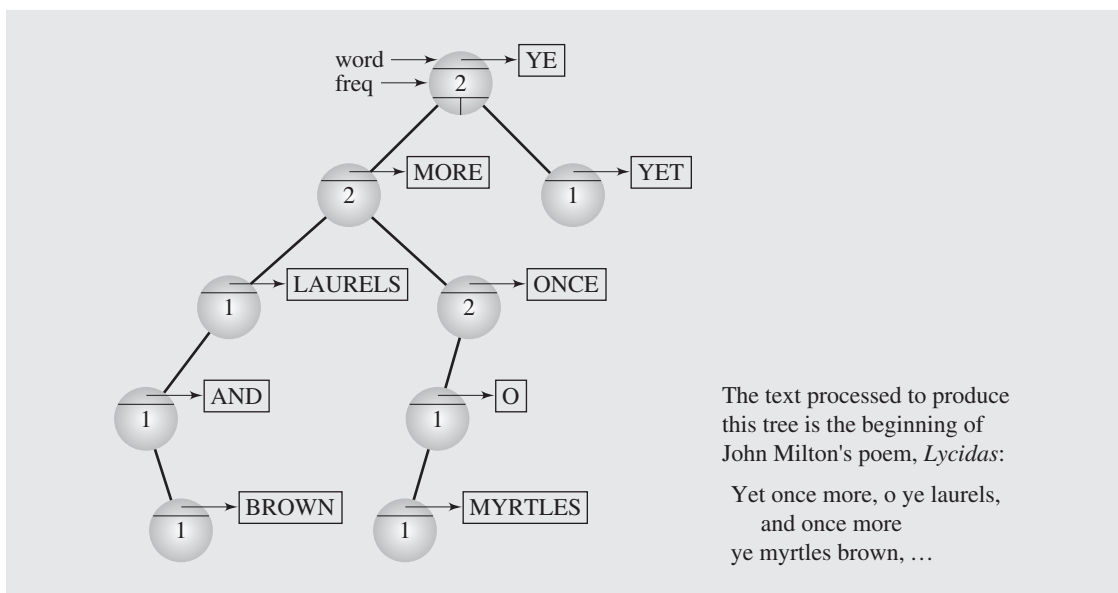 word
YE
freq
2
MORE
2
YET
1
LAURELS
1
ONCE
2
AND
1
O
1
The text processed to produce
this tree is the beginning of
John Milton's poem, Lycidas:
Yet once more, o ye laurels,
and once more
ye myrtles brown, …
BROWN
1
MYRTLES
1